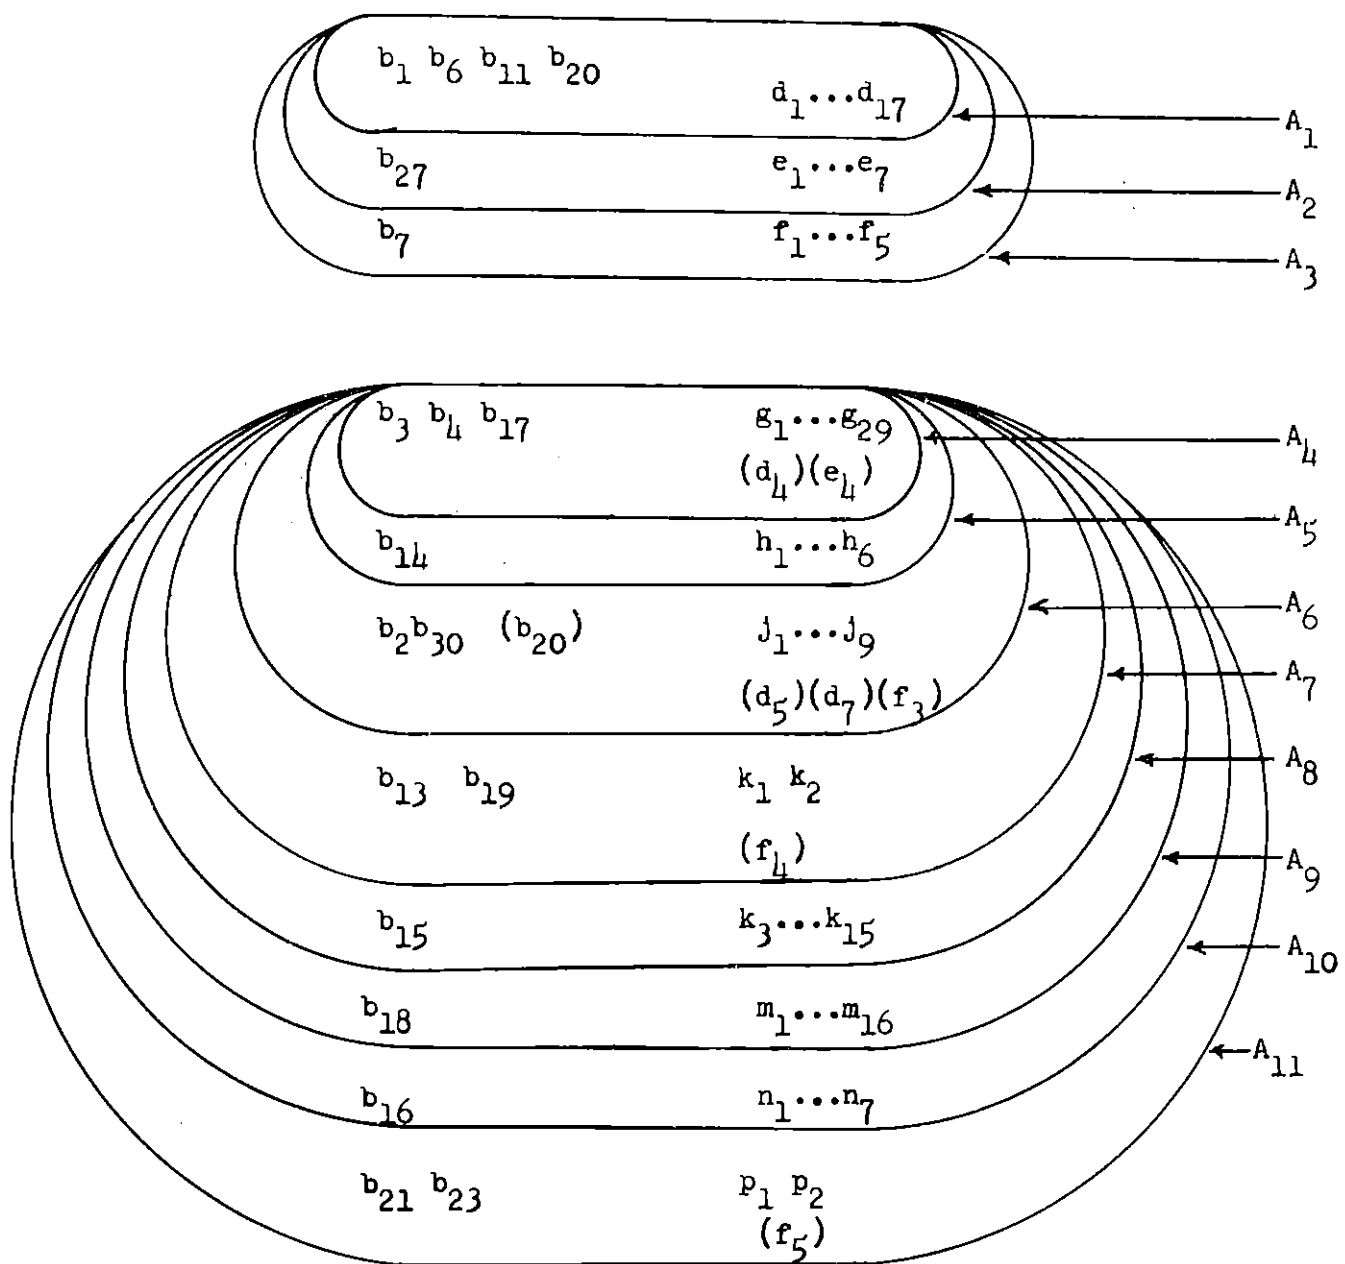 b₁ b₆ b₁₁ b₂₀
d₁...d₁₇
A₁
b₂₇ e₁...e₇
A₂
b₇ f₁...f₅
A₃
b₃ b₄ b₁₇ g₁...g₂₉
A₄
(d₄)(e₄)
b₁₄ h₁...h₆
A₅
b₂b₃₀ (b₂₀) j₁...j₉
A₆
(d₅)(d₇)(f₃)
A₇
b₁₃ b₁₉ k₁ k₂
A₈
(f₄)
A₉
b₁₅ k₃...k₁₅
A₁₀
b₁₈ m₁...m₁₆
A₁₁
b₁₆ n₁...n₇
b₂₁ b₂₃ p₁ p₂
(f₅)